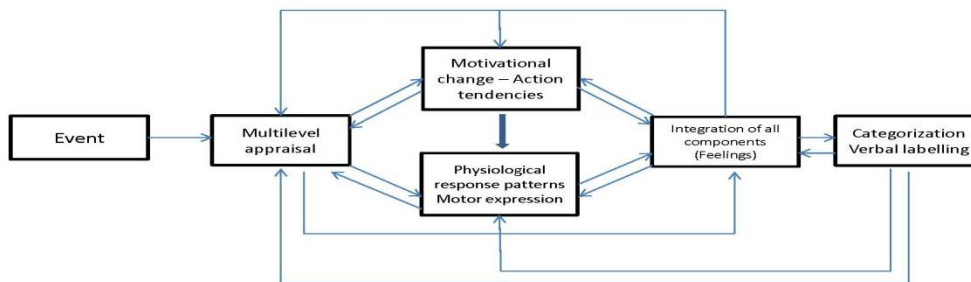 Event
Multilevel
appraisal
Motivational
change – Action
tendencies
Physiological
response patterns
Motor expression
Integration of all
components
(Feelings)
Categorization
Verbal labelling